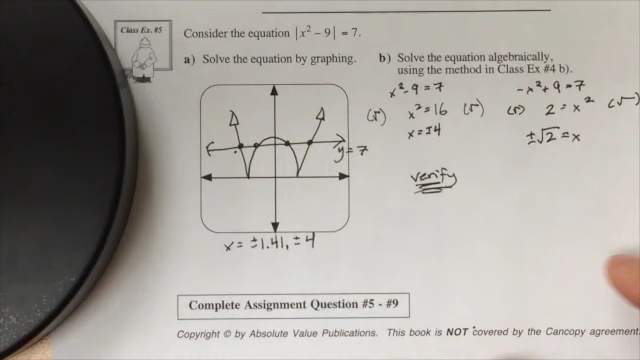 Class Ex. #5
Consider the equation |x² – 9| = 7.
a) Solve the equation by graphing.
y = 7
x = ±1.41, ±4
b) Solve the equation algebraically,
using the method in Class Ex #4 b).
x² - 9 = 7
(√) x² = 16 (√)
x = ±4
-x² + 9 = 7
(√) 2 = x² (√)
±√2 = x
verify
Complete Assignment Question #5 - #9
Copyright © by Absolute Value Publications. This book is NOT covered by the Cancopy agreement.